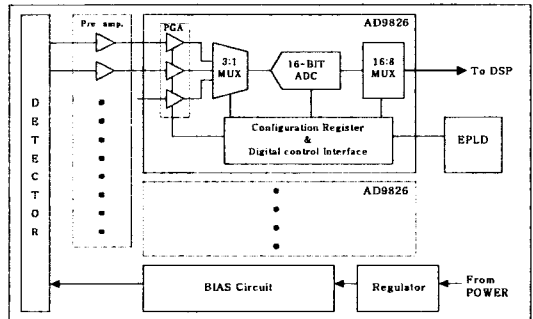 Pre amp.
PGA
AD9826
3:1
MUX
16-BIT
ADC
16:8
MUX
To DSP
DETECTOR
Configuration Register
&
Digital control Interface
EPLD
AD9826
BIAS Circuit
Regulator
From
POWER